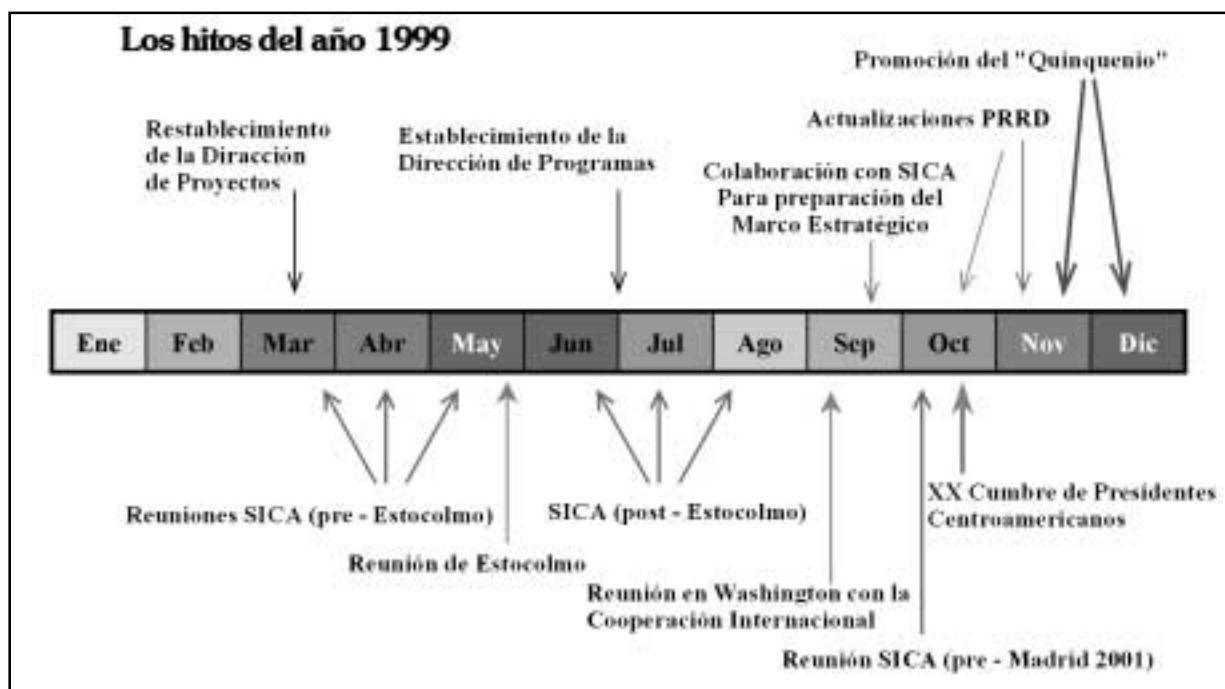 Los hitos del año 1999
Promoción del "Quinquenio"
Actualizaciones PRRD
Restablecimiento
de la Diracción
de Proyectos
Establecimiento de la
Dirección de Programas
Colaboración con SICA
Para preparación del
Marco Estratégico
Ene Feb Mar Abr May Jun Jul Ago Sep Oct Nov Dic
Reuniones SICA (pre - Estocolmo)
SICA (post - Estocolmo)
XX Cumbre de Presidentes
Centroamericanos
Reunión de Estocolmo
Reunión en Washington con la
Cooperación Internacional
Reunión SICA (pre - Madrid 2001)